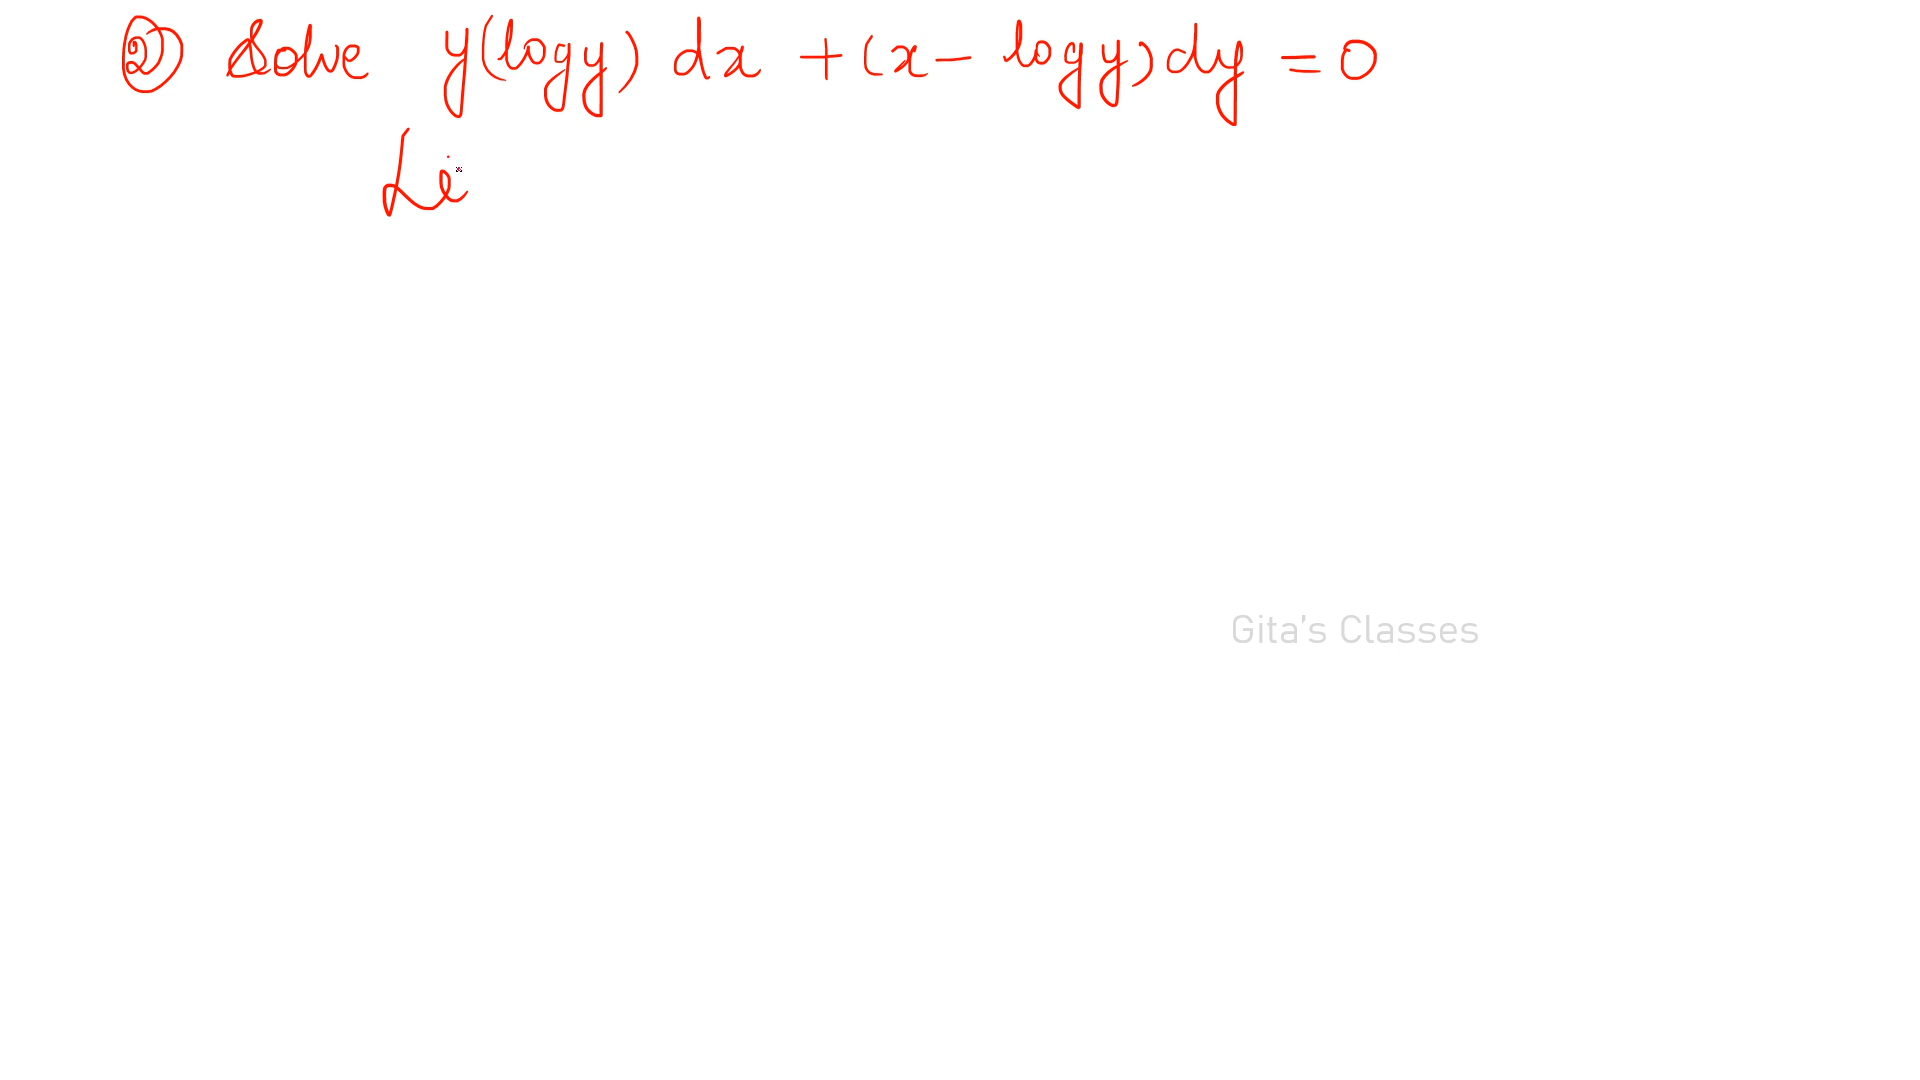 ② Solve y(logy) dx + (x - logy)dy = 0
Li
Gita's Classes